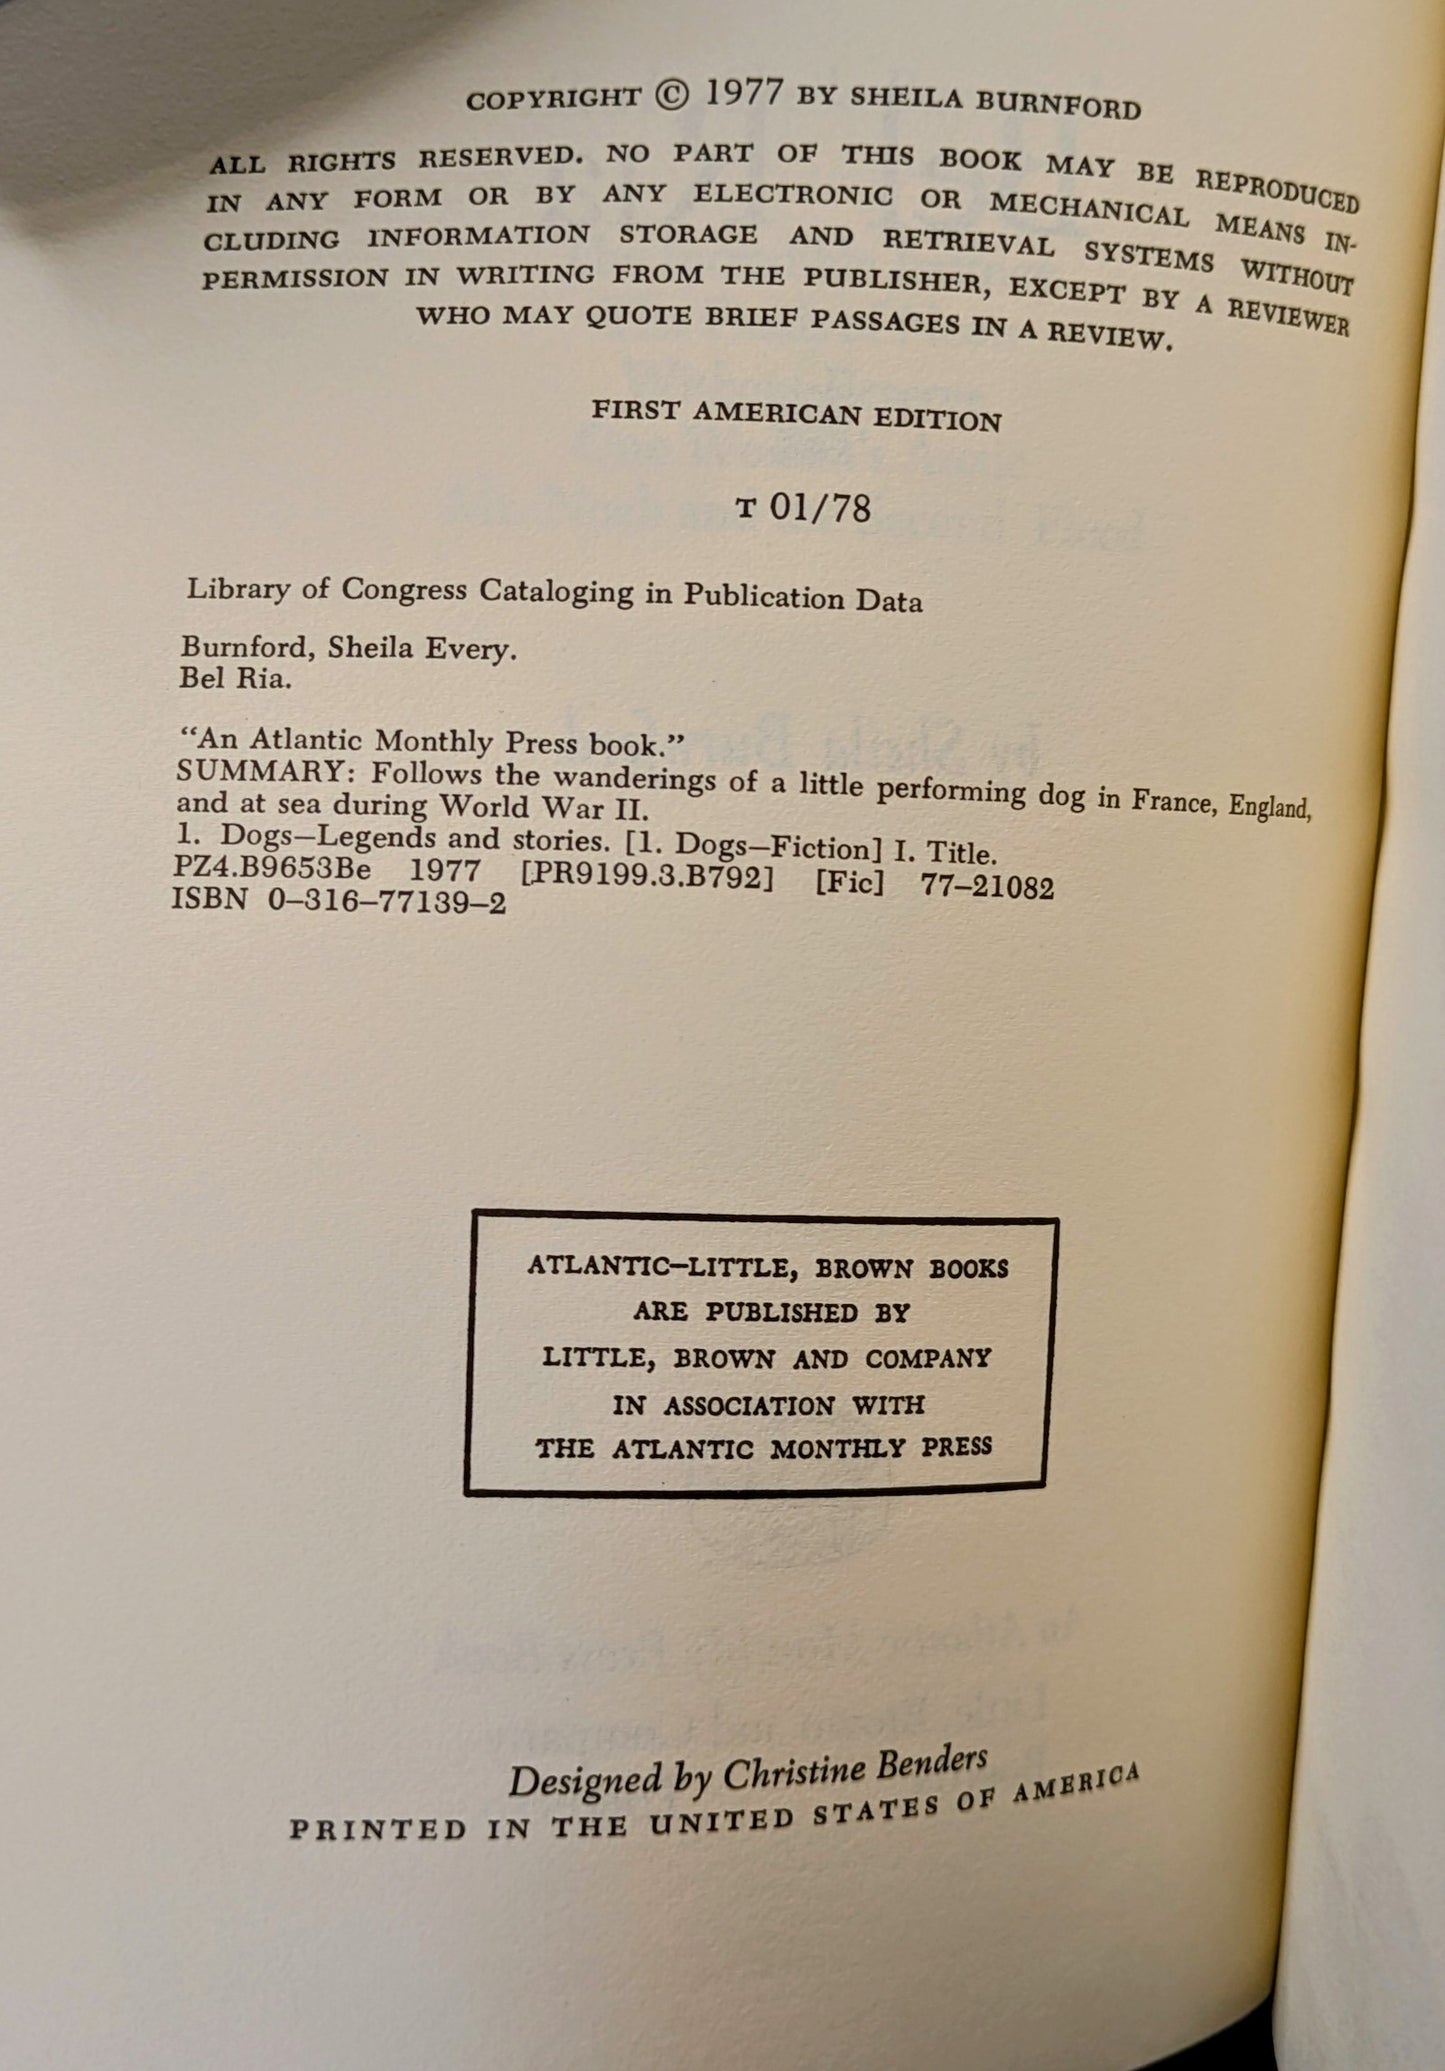 COPYRIGHT © 1977 BY SHEILA BURNFORD
ALL RIGHTS RESERVED. NO PART OF THIS BOOK MAY BE REPRODUCED
IN ANY FORM OR BY ANY ELECTRONIC OR MECHANICAL MEANS IN-
CLUDING INFORMATION STORAGE AND RETRIEVAL SYSTEMS WITHOUT
PERMISSION IN WRITING FROM THE PUBLISHER, EXCEPT BY A REVIEWER
WHO MAY QUOTE BRIEF PASSAGES IN A REVIEW.
FIRST AMERICAN EDITION
T 01/78
Library of Congress Cataloging in Publication Data
Burnford, Sheila Every.
Bel Ria.
“An Atlantic Monthly Press book.”
SUMMARY: Follows the wanderings of a little performing dog in France, England,
and at sea during World War II.
1. Dogs—Legends and stories. [1. Dogs—Fiction] I. Title.
PZ4.B9653Be 1977 [PR9199.3.B792] [Fic] 77–21082
ISBN 0–316–77139–2
ATLANTIC–LITTLE, BROWN BOOKS
ARE PUBLISHED BY
LITTLE, BROWN AND COMPANY
IN ASSOCIATION WITH
THE ATLANTIC MONTHLY PRESS
Designed by Christine Benders
PRINTED IN THE UNITED STATES OF AMERICA